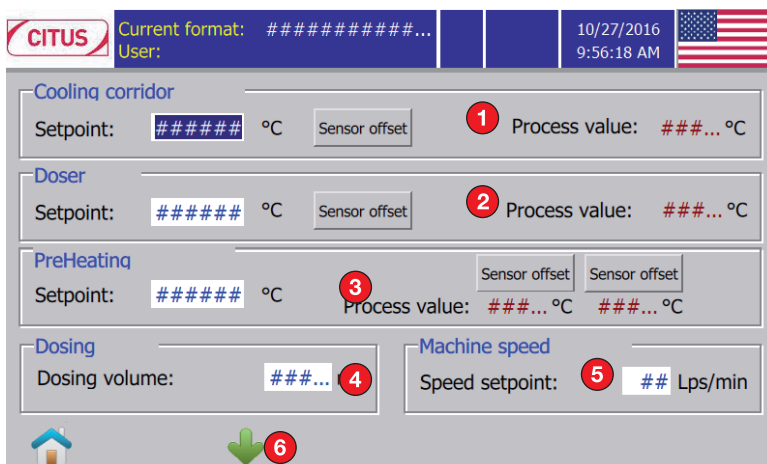 CITUS
Current format: ###########...
User:
10/27/2016
9:56:18 AM
Cooling corridor
Setpoint: ###### °C Sensor offset 1 Process value: ###... °C
Doser
Setpoint: ###### °C Sensor offset 2 Process value: ###... °C
PreHeating
Sensor offset Sensor offset
Setpoint: ###### °C 3
Process value: ###... °C ###... °C
Dosing
Dosing volume: ###... 4
Machine speed
Speed setpoint: 5 ## Lps/min
6